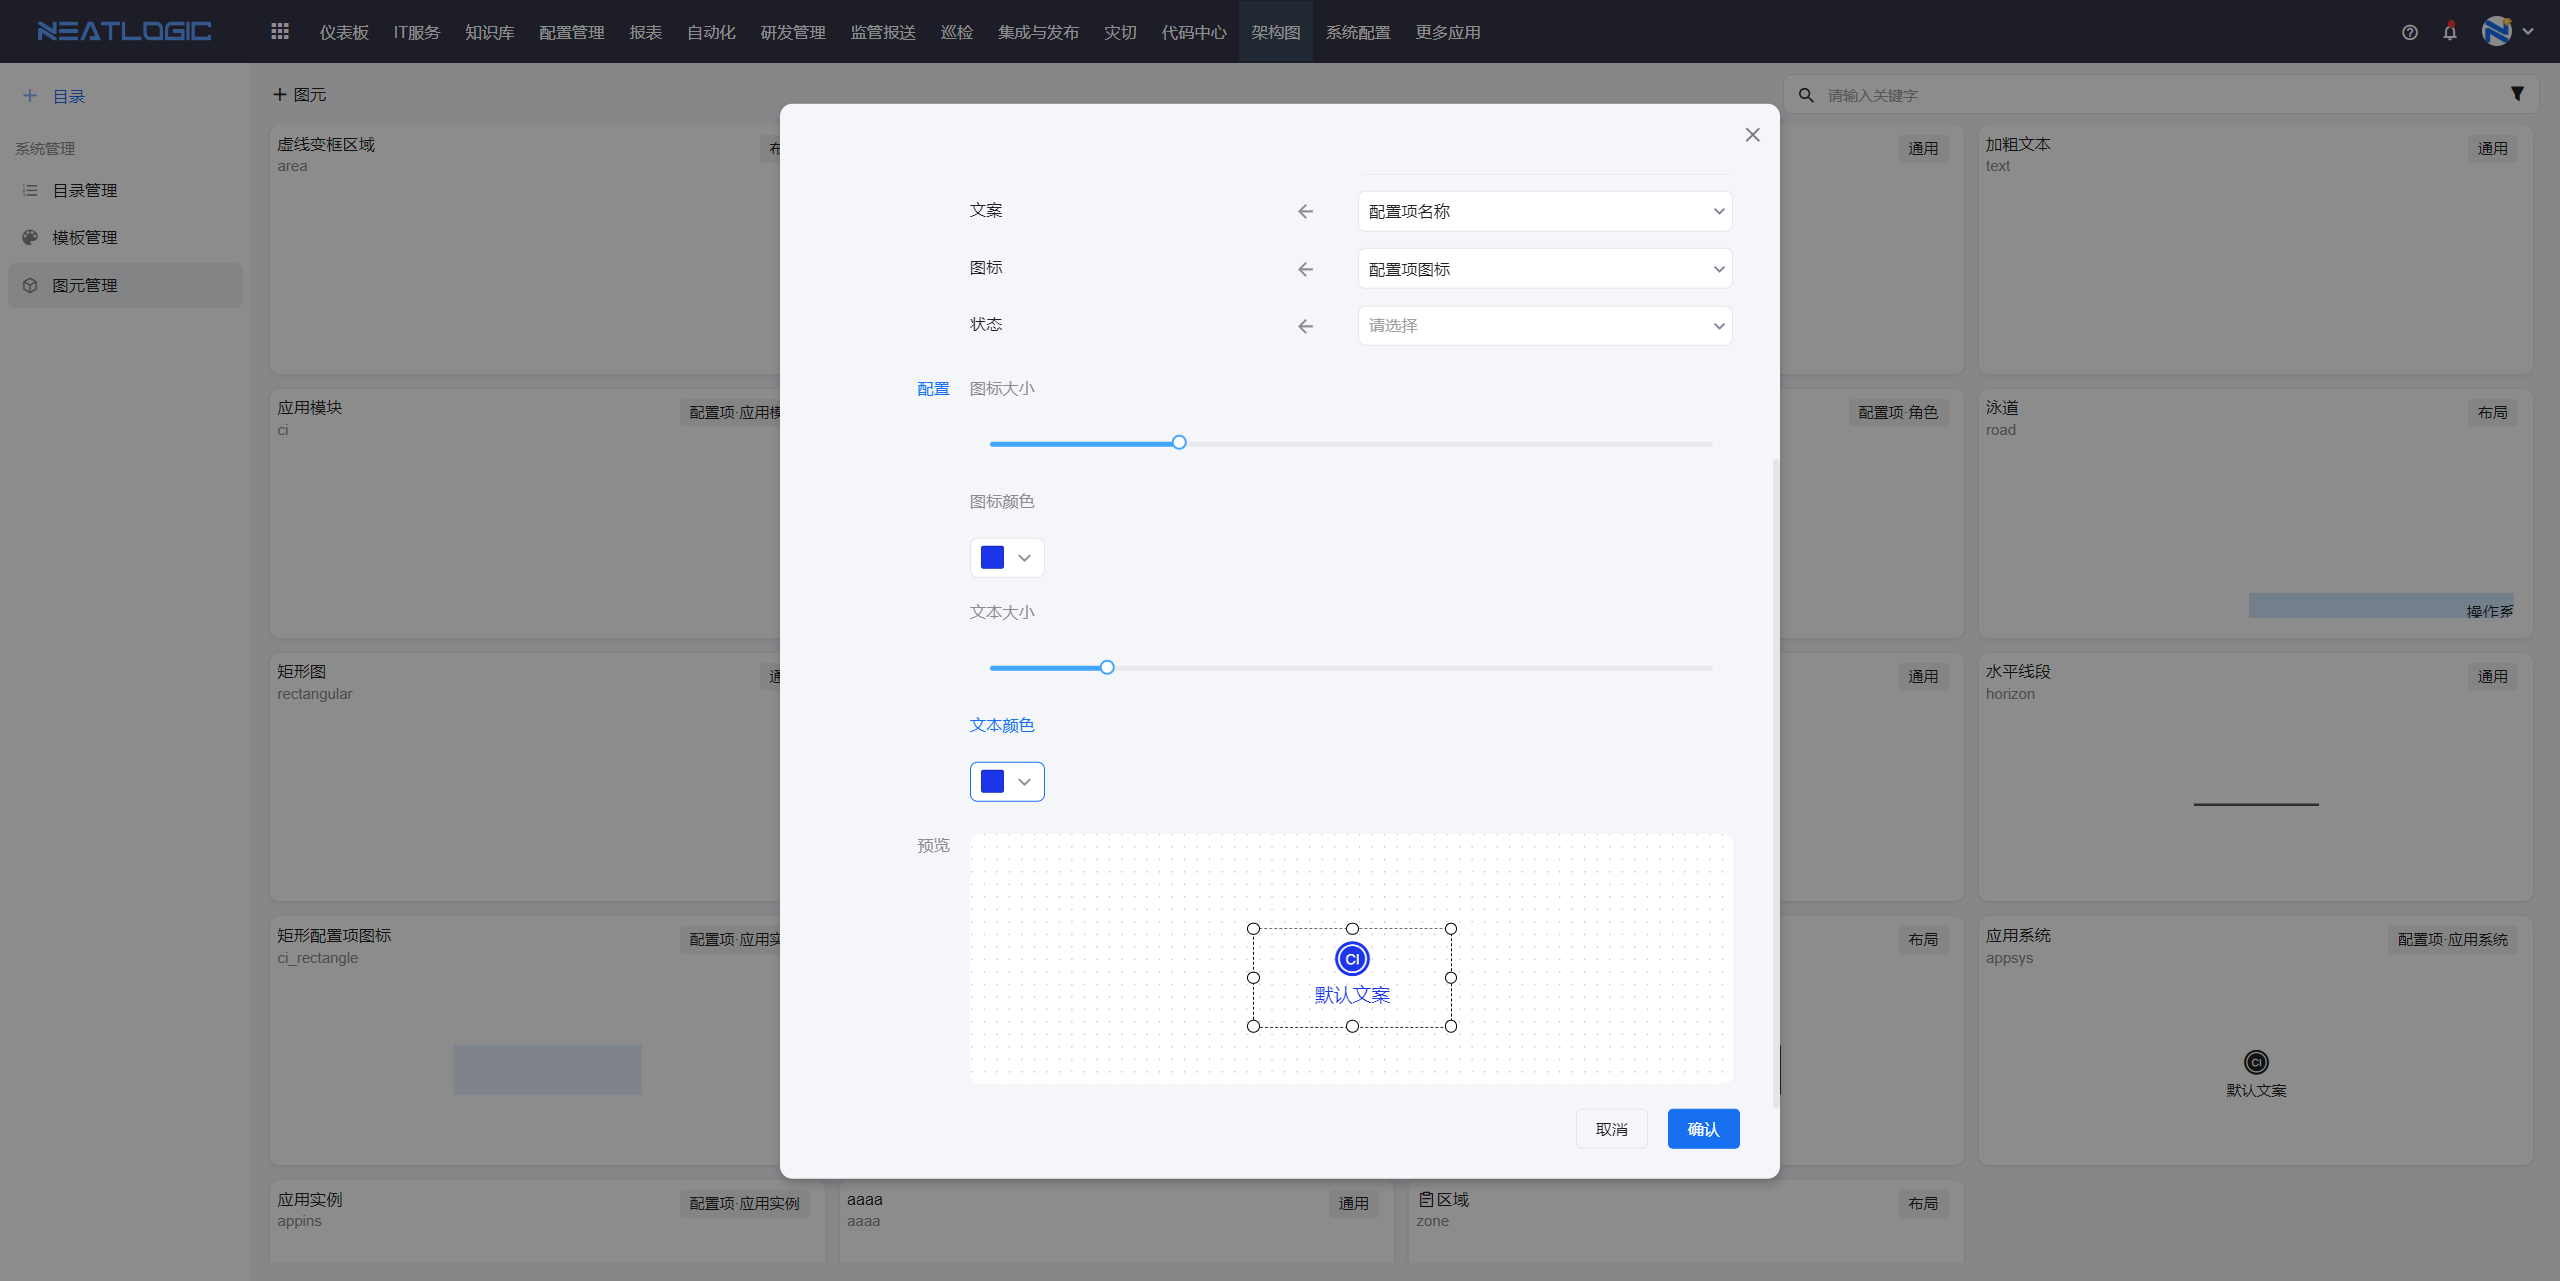 NEATLOGIC 仪表板 IT服务 知识库 配置管理 报表 自动化 研发管理 监管报送 巡检 集成与发布 灾切 代码中心 架构图 系统配置 更多应用
目录
系统管理
目录管理
模板管理
图元管理
图元
请输入关键字
虚线变框区域
area
通用
加粗文本
text
通用
应用模块
ci
配置项·应用模
配置项·角色
泳道
road
布局
操作系
矩形图
rectangular
通用
水平线段
horizon
通用
矩形配置项图标
ci_rectangle
配置项·应用实
布局
应用系统
appsys
配置项·应用系统
CI
默认文案
应用实例
appins
配置项·应用实例
aaaa
aaaa
通用
区域
zone
布局
文案
配置项名称
图标
配置项图标
状态
请选择
配置
图标大小
图标颜色
文本大小
文本颜色
预览
CI
默认文案
取消
确认